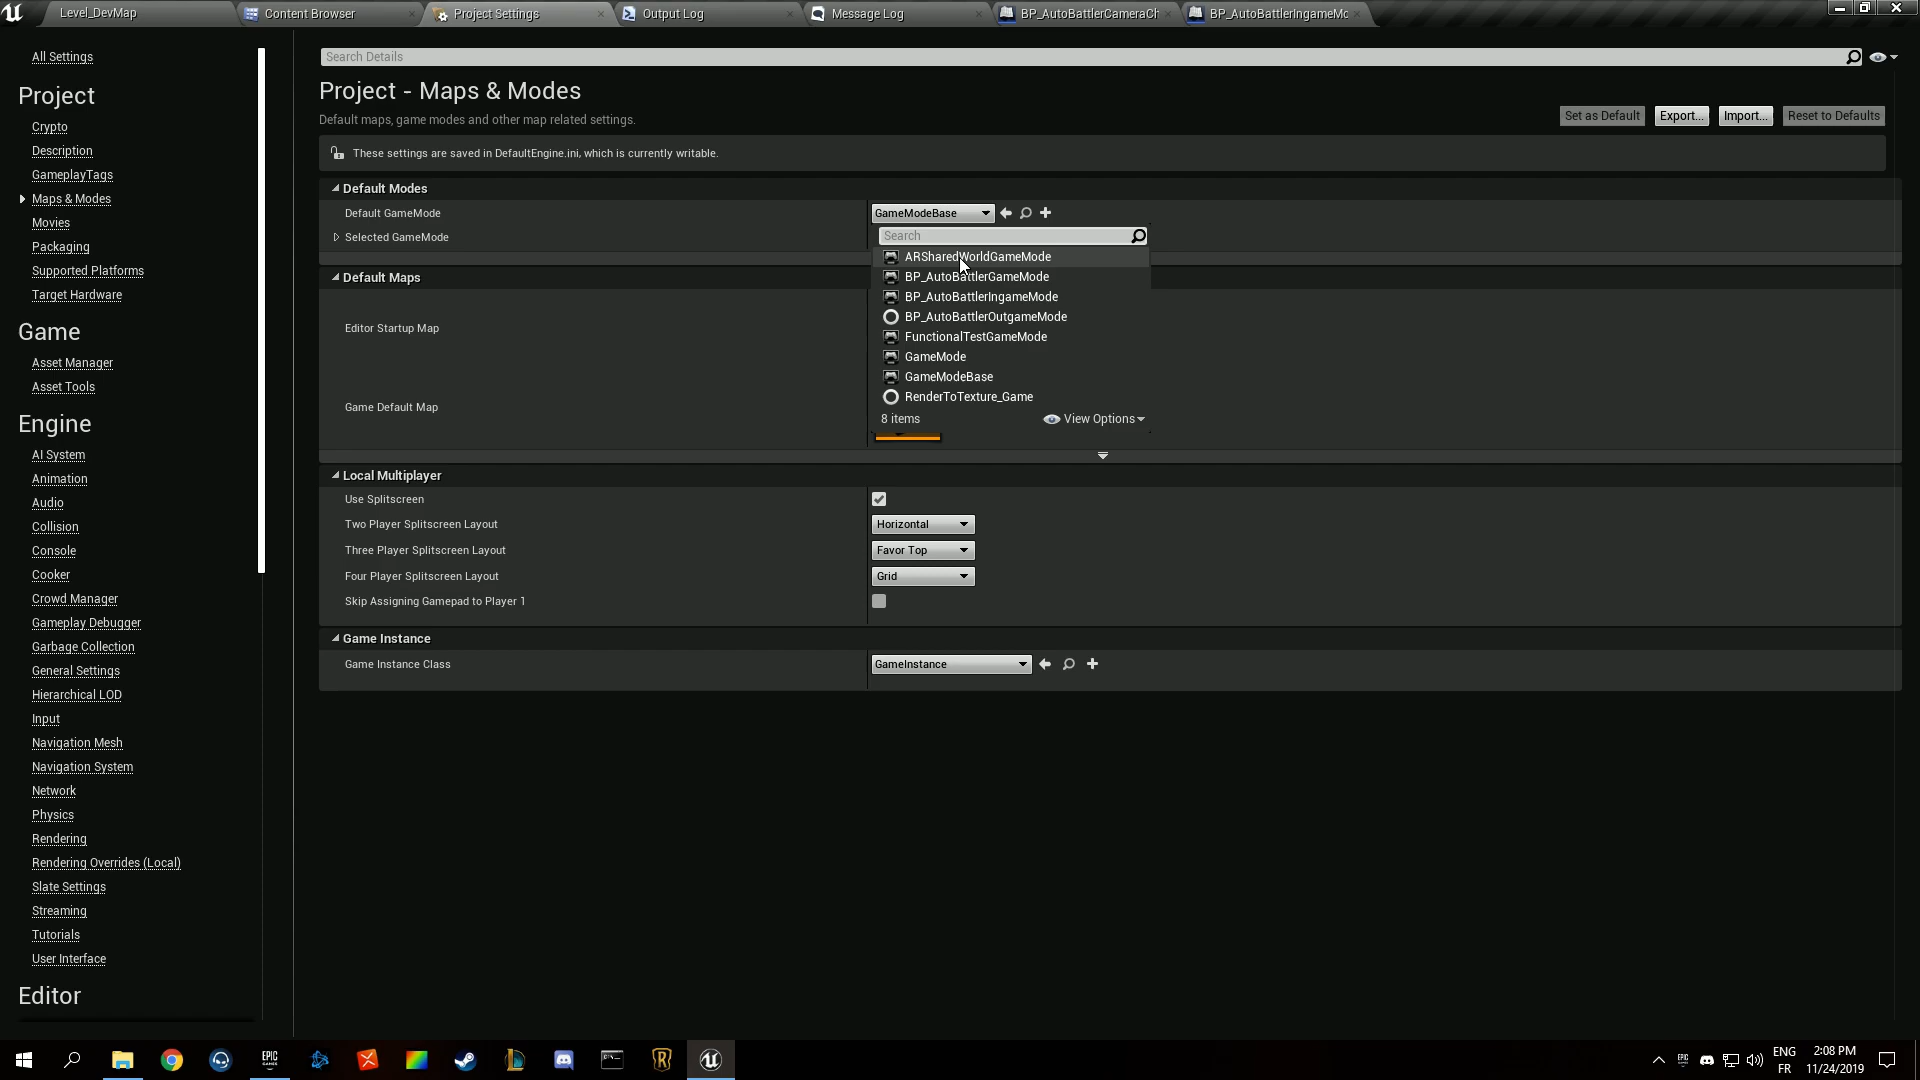 Level_DevMap
Content Browser
Project Settings
Output Log
Message Log
BP_AutoBattlerCameraCh
BP_AutoBattlerIngameMo
All Settings
Project
Crypto
Description
GameplayTags
Maps & Modes
Movies
Packaging
Supported Platforms
Target Hardware
Game
Asset Manager
Asset Tools
Engine
AI System
Animation
Audio
Collision
Console
Cooker
Crowd Manager
Gameplay Debugger
Garbage Collection
General Settings
Hierarchical LOD
Input
Navigation Mesh
Navigation System
Network
Physics
Rendering
Rendering Overrides (Local)
Slate Settings
Streaming
Tutorials
User Interface
Editor
Search Details
Project - Maps & Modes
Default maps, game modes and other map related settings.
Set as Default
Export...
Import...
Reset to Defaults
These settings are saved in DefaultEngine.ini, which is currently writable.
Default Modes
Default GameMode
GameModeBase
Selected GameMode
Search
ARSharedWorldGameMode
BP_AutoBattlerGameMode
BP_AutoBattlerIngameMode
BP_AutoBattlerOutgameMode
FunctionalTestGameMode
GameMode
GameModeBase
RenderToTexture_Game
8 items
View Options
Default Maps
Editor Startup Map
Game Default Map
Local Multiplayer
Use Splitscreen
Two Player Splitscreen Layout
Horizontal
Three Player Splitscreen Layout
Favor Top
Four Player Splitscreen Layout
Grid
Skip Assigning Gamepad to Player 1
Game Instance
Game Instance Class
GameInstance
EPIC
GAMES
ENG
FR
2:08 PM
11/24/2019